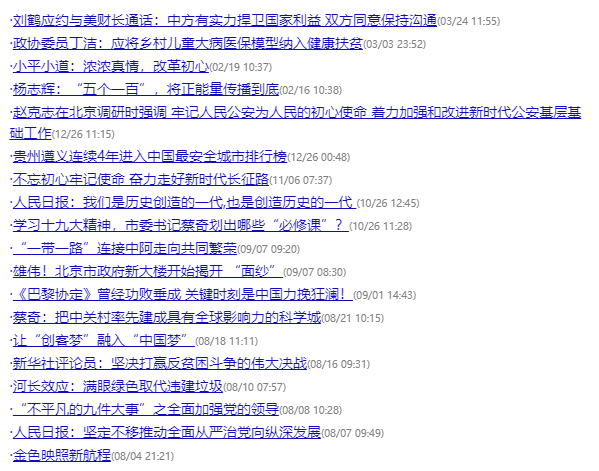 ·刘鹤应约与美财长通话：中方有实力捍卫国家利益 双方同意保持沟通(03/24 11:55)
·政协委员丁洁：应将乡村儿童大病医保模型纳入健康扶贫(03/03 23:52)
·小平小道：浓浓真情，改革初心(02/19 10:37)
·杨志辉：“五个一百”，将正能量传播到底(02/16 10:38)
·赵克志在北京调研时强调 牢记人民公安为人民的初心使命 着力加强和改进新时代公安基层基
础工作(12/26 11:15)
·贵州遵义连续4年进入中国最安全城市排行榜(12/26 00:48)
·不忘初心牢记使命 奋力走好新时代长征路(11/06 07:37)
·人民日报：我们是历史创造的一代,也是创造历史的一代 (10/26 12:45)
·学习十九大精神，市委书记蔡奇划出哪些“必修课”？(10/26 11:28)
·“一带一路”连接中阿走向共同繁荣(09/07 09:20)
·雄伟！北京市政府新大楼开始揭开 “面纱”(09/07 08:30)
·《巴黎协定》曾经功败垂成 关键时刻是中国力挽狂澜！(09/01 14:43)
·蔡奇：把中关村率先建成具有全球影响力的科学城(08/21 10:15)
·让“创客梦”融入“中国梦”(08/18 11:11)
·新华社评论员：坚决打赢反贫困斗争的伟大决战(08/16 09:31)
·河长效应：满眼绿色取代违建垃圾(08/10 07:57)
·“不平凡的九件大事”之全面加强党的领导(08/08 10:28)
·人民日报：坚定不移推动全面从严治党向纵深发展(08/07 09:49)
·金色映照新航程(08/04 21:21)